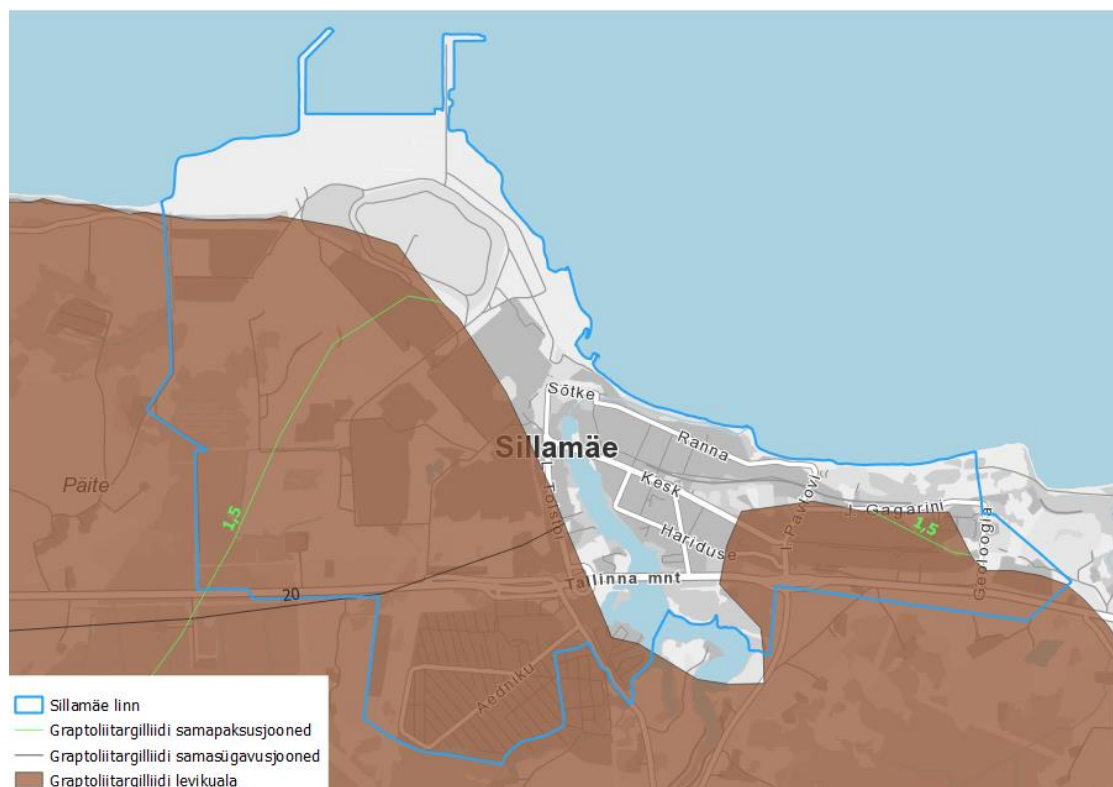 Sõtke
Ranna
Sillamäe
L. Tolstoi
Kesk
I. Pavlovi
Päite
J. Gagarini
1,5
1,5
Hariduse
Geoloogia
Tallinna mnt
20
Aedniku
Sillamäe linn
Graptoliitargilliidi samapaksusjooned
Graptoliitargilliidi samasügavusjooned
Graptoliitargilliidi levikuala